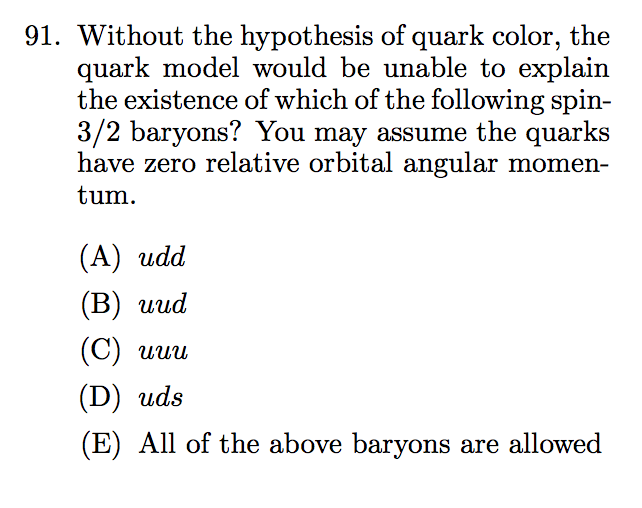 91. Without the hypothesis of quark color, the
quark model would be unable to explain
the existence of which of the following spin-
3/2 baryons? You may assume the quarks
have zero relative orbital angular momen-
tum.
(A) udd
(B) uud
(C) uuu
(D) uds
(E) All of the above baryons are allowed